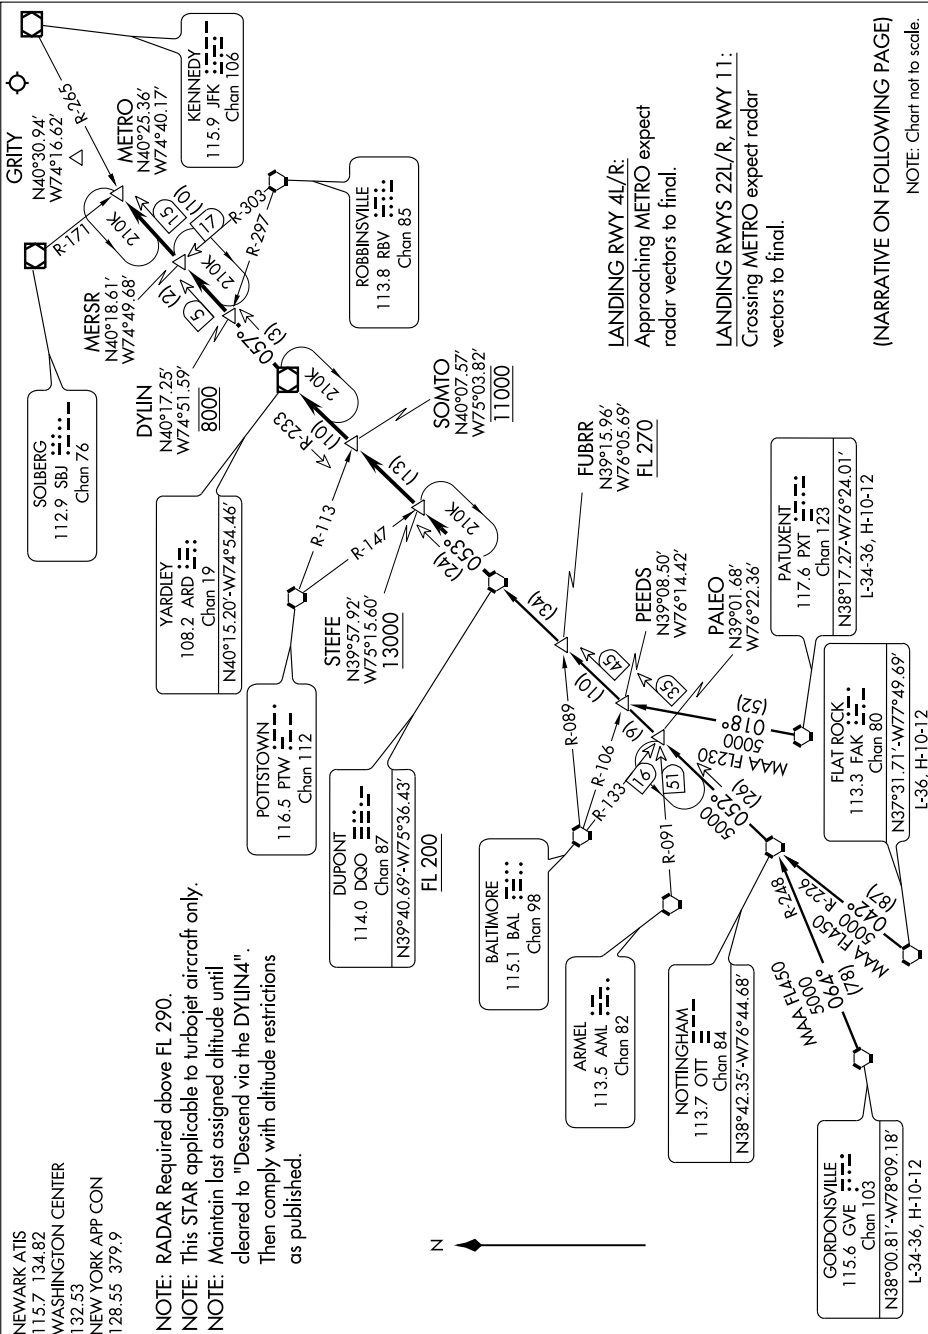 NEWARK ATIS
115.7 134.82
WASHINGTON CENTER
132.53
NEW YORK APP CON
128.55 379.9
NOTE: RADAR Required above FL 290.
NOTE: This STAR applicable to turbojet aircraft only.
NOTE: Maintain last assigned altitude until
cleared to "Descend via the DYLIN4".
Then comply with altitude restrictions
as published.
SOLBERG
112.9 SBJ
Chan 76
GRITY
N40°30.94'
W74°16.62'
METRO
N40°25.36'
W74°40.17'
KENNEDY
115.9 JFK
Chan 106
R-265
R-171
210K
(10)
15
17
MERSR
N40°18.61'
W74°49.68'
R-303
R-297
ROBBINSVILLE
113.8 RBV
Chan 85
(2)
5
210K
DYLIN
N40°17.25'
W74°51.59'
8000
057°
(3)
YARDLEY
108.2 ARD
Chan 19
N40°15.20'-W74°54.46'
210K
R-233
(10)
SOMTO
N40°07.57'
W75°03.82'
11000
POTTSTOWN
116.5 PTW
Chan 112
R-113
R-147
(13)
STEFE
N39°57.92'
W75°15.60'
13000
210K
053°
(24)
DUPONT
114.0 DQO
Chan 87
N39°40.69'-W75°36.43'
FL 200
(34)
FUBRR
N39°15.96'
W76°05.69'
FL 270
BALTIMORE
115.1 BAL
Chan 98
R-089
R-106
R-133
45
(10)
PEEDS
N39°08.50'
W76°14.42'
35
(9)
PALEO
N39°01.68'
W76°22.36'
16
51
ARMEL
113.5 AML
Chan 82
R-091
PATUXENT
117.6 PXT
Chan 123
N38°17.27-W76°24.01'
L-34-36, H-10-12
(52)
018°
5000
MAA FL230
5000
052°
(26)
NOTTINGHAM
113.7 OTT
Chan 84
N38°42.35'-W76°44.68'
R-248
R-226
MAA FL450
5000
064°
(78)
MAA FL450
5000
042°
(87)
FLAT ROCK
113.3 FAK
Chan 80
N37°31.71'-W77°49.69'
L-36, H-10-12
GORDONSVILLE
115.6 GVE
Chan 103
N38°00.81'-W78°09.18'
L-34-36, H-10-12
N
LANDING RWY 4L/R:
Approaching METRO expect
radar vectors to final.
LANDING RWYS 22L/R, RWY 11:
Crossing METRO expect radar
vectors to final.
(NARRATIVE ON FOLLOWING PAGE)
NOTE: Chart not to scale.